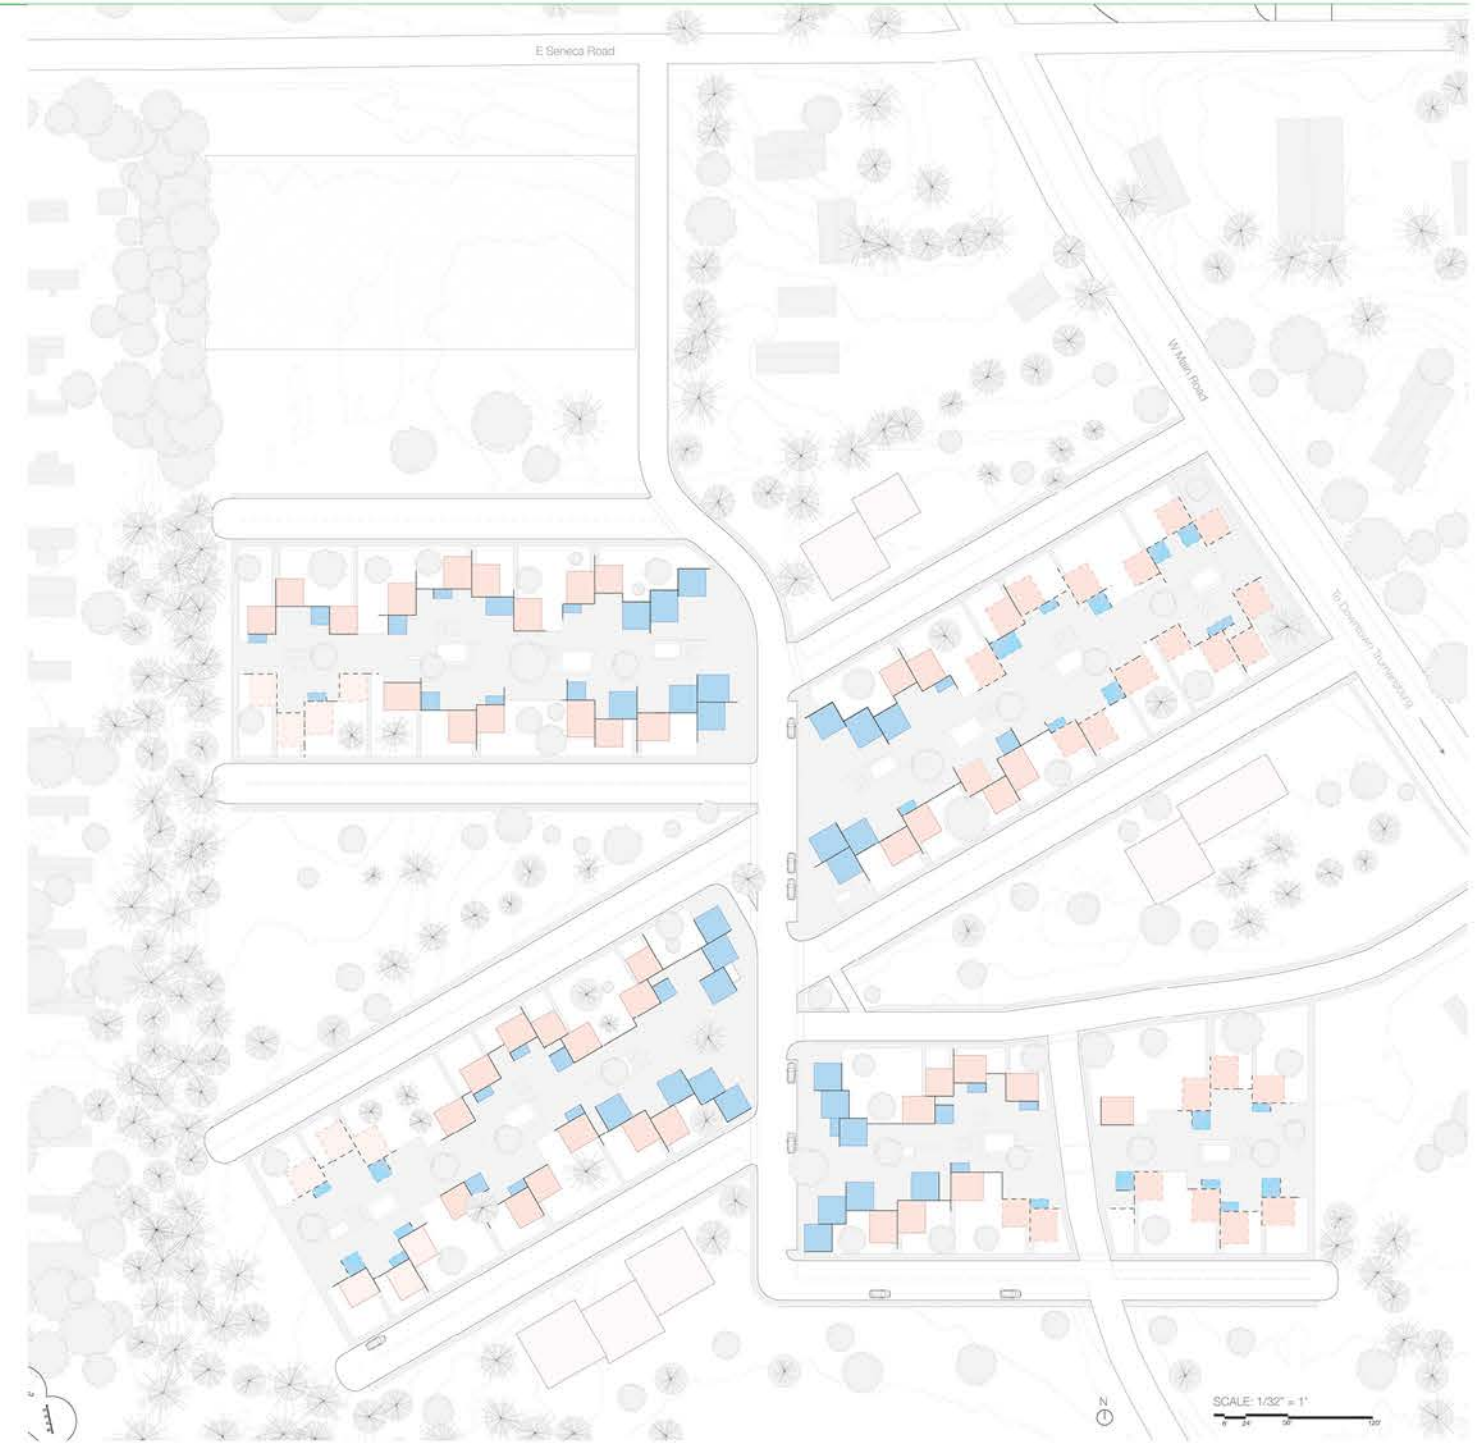 E Seneca Road
W Main Road
To Downtown Trumansburg
N
SCALE: 1/32" = 1'